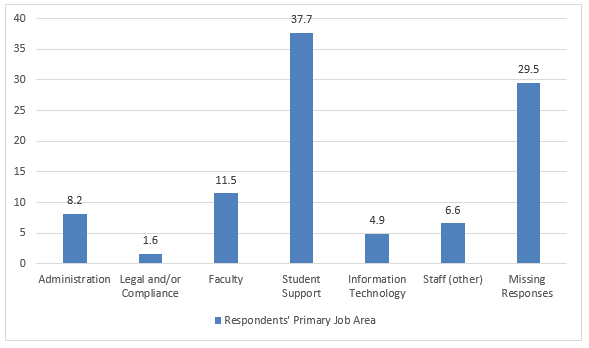 40
35
30
25
20
15
10
5
0
37.7
29.5
11.5
8.2
6.6
4.9
1.6
Administration
Legal and/or
Compliance
Faculty
Student
Support
Information
Technology
Staff (other)
Missing
Responses
Respondents' Primary Job Area